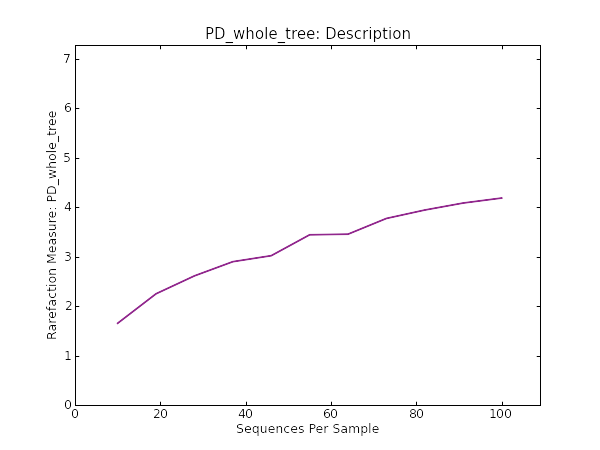 PD_whole_tree: Description
Rarefaction Measure: PD_whole_tree
7
6
5
4
3
2
1
0
0 20 40 60 80 100
Sequences Per Sample